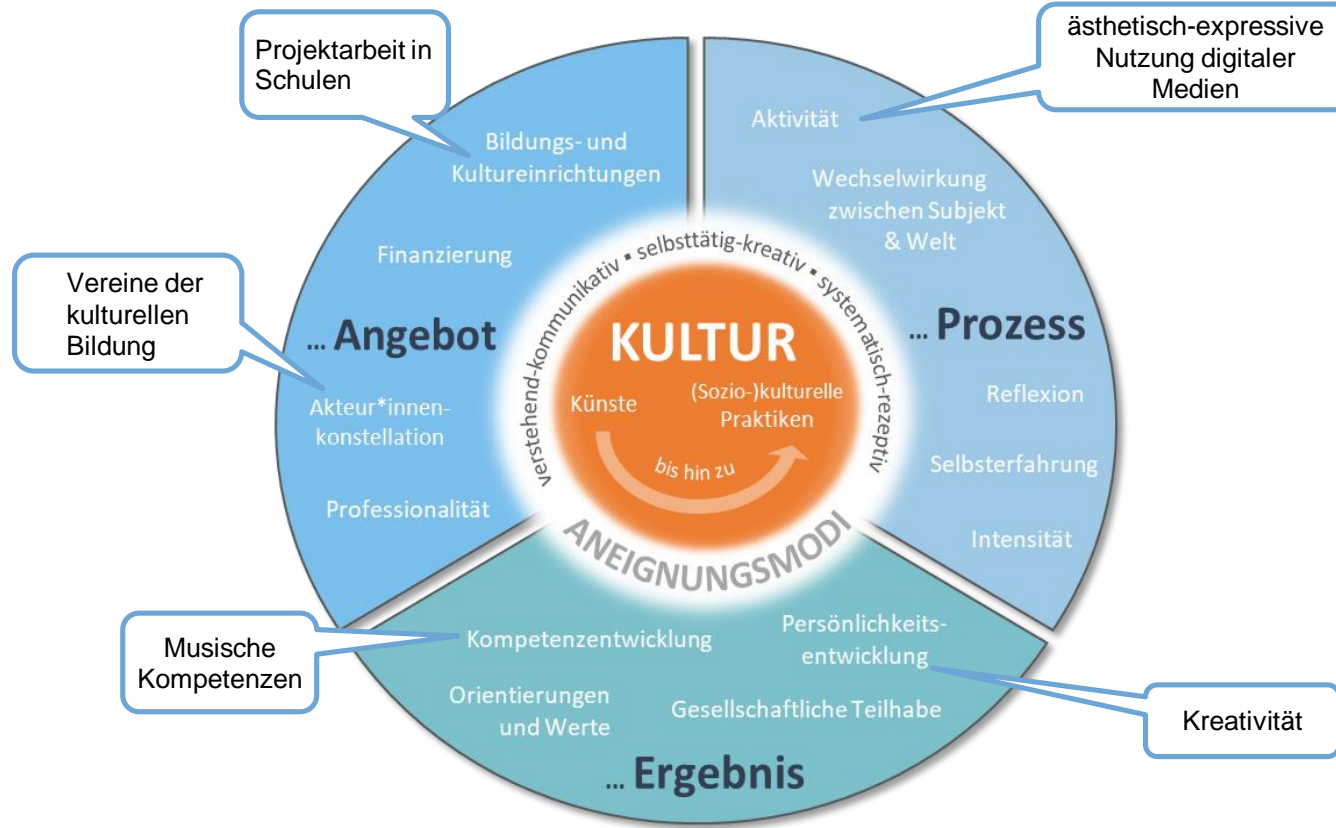 Projektarbeit in
Schulen
ästhetisch-expressive
Nutzung digitaler
Medien
Bildungs- und
Kultureinrichtungen
Finanzierung
Vereine der
kulturellen
Bildung
... Angebot
Akteur*innen-
konstellation
Professionalität
Aktivität
Wechselwirkung
zwischen Subjekt
& Welt
... Prozess
Reflexion
Selbsterfahrung
Intensität
verstehend-kommunikativ ▪ selbsttätig-kreativ ▪ systematisch-rezeptiv
KULTUR
Künste
(Sozio-)kulturelle
Praktiken
bis hin zu
ANEIGNUNGSMODI
Musische
Kompetenzen
Kompetenzentwicklung
Persönlichkeits-
entwicklung
Orientierungen
und Werte
Gesellschaftliche Teilhabe
... Ergebnis
Kreativität